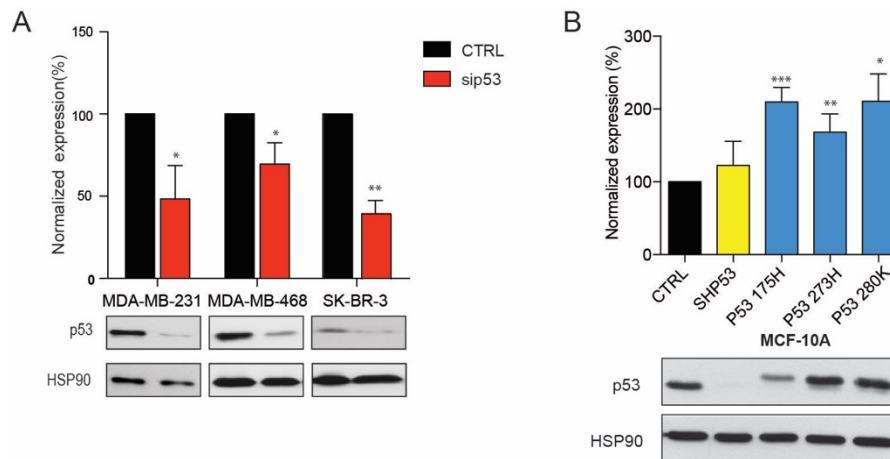 A
CTRL
sip53
Normalized expression(%)
150
100
50
0
*
*
**
MDA-MB-231
MDA-MB-468
SK-BR-3
p53
HSP90
B
Normalized expression (%)
300
200
100
0
***
**
*
CTRL
SHP53
P53 175H
P53 273H
P53 280K
MCF-10A
p53
HSP90